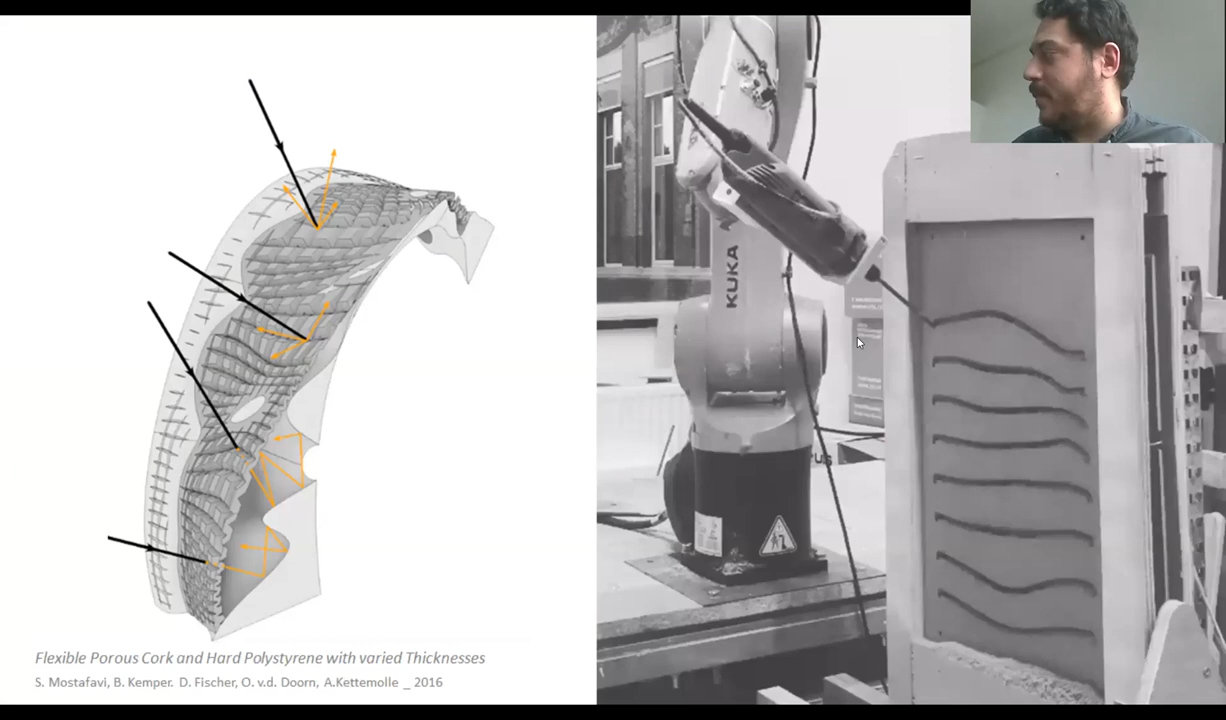 Flexible Porous Cork and Hard Polystyrene with varied Thicknesses
S. Mostafavi, B. Kemper. D. Fischer, O. v.d. Doorn, A.Kettemolle _ 2016
KUKA